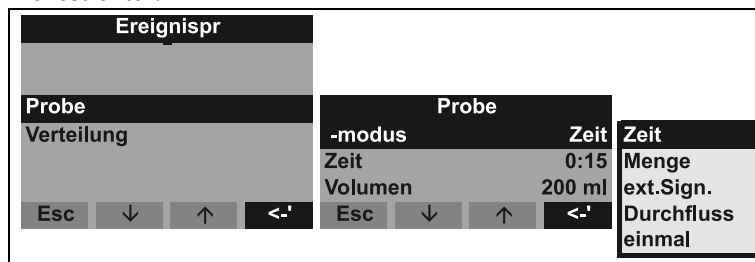 Ereignispr
Probe
Verteilung
Esc ↓ ↑ <-'
Probe
-modus Zeit
Zeit 0:15
Volumen 200 ml
Esc ↓ ↑ <-'
Zeit
Menge
ext.Sign.
Durchfluss
einmal